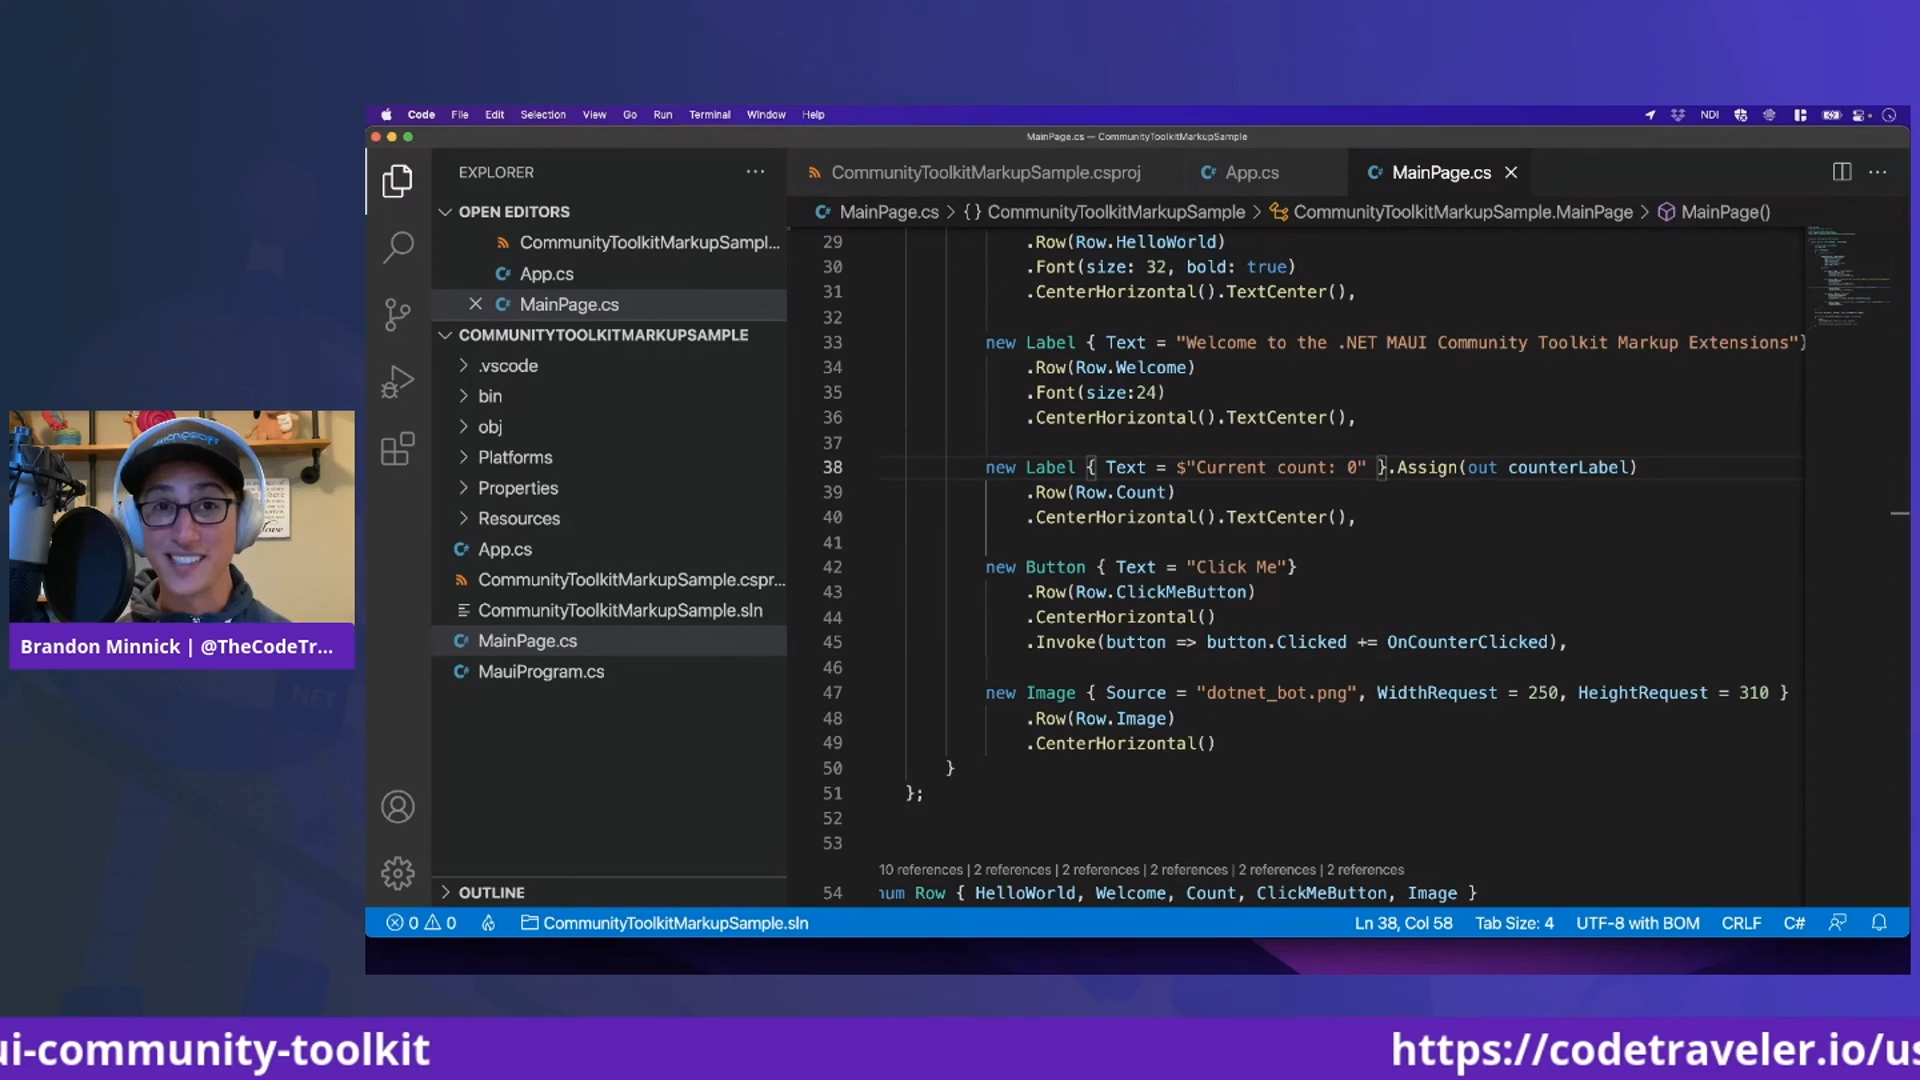 Code File Edit Selection View Go Run Terminal Window Help NDI
MainPage.cs — CommunityToolkitMarkupSample
EXPLORER
OPEN EDITORS
CommunityToolkitMarkupSampl...
App.cs
MainPage.cs
COMMUNITYTOOLKITMARKUPSAMPLE
.vscode
bin
obj
Platforms
Properties
Resources
App.cs
CommunityToolkitMarkupSample.cspr...
CommunityToolkitMarkupSample.sln
MainPage.cs
MauiProgram.cs
OUTLINE
CommunityToolkitMarkupSample.csproj App.cs MainPage.cs
MainPage.cs > {} CommunityToolkitMarkupSample > CommunityToolkitMarkupSample.MainPage > MainPage()
29 .Row(Row.HelloWorld)
30 .Font(size: 32, bold: true)
31 .CenterHorizontal().TextCenter(),
32
33 new Label { Text = "Welcome to the .NET MAUI Community Toolkit Markup Extensions"}
34 .Row(Row.Welcome)
35 .Font(size:24)
36 .CenterHorizontal().TextCenter(),
37
38 new Label { Text = $"Current count: 0" }.Assign(out counterLabel)
39 .Row(Row.Count)
40 .CenterHorizontal().TextCenter(),
41
42 new Button { Text = "Click Me"}
43 .Row(Row.ClickMeButton)
44 .CenterHorizontal()
45 .Invoke(button => button.Clicked += OnCounterClicked),
46
47 new Image { Source = "dotnet_bot.png", WidthRequest = 250, HeightRequest = 310 }
48 .Row(Row.Image)
49 .CenterHorizontal()
50 }
51 };
52
53
10 references | 2 references | 2 references | 2 references | 2 references | 2 references
54 num Row { HelloWorld, Welcome, Count, ClickMeButton, Image }
0 0 CommunityToolkitMarkupSample.sln Ln 38, Col 58 Tab Size: 4 UTF-8 with BOM CRLF C#
Microsoft
Brandon Minnick | @TheCodeTr...
ui-community-toolkit https://codetraveler.io/us